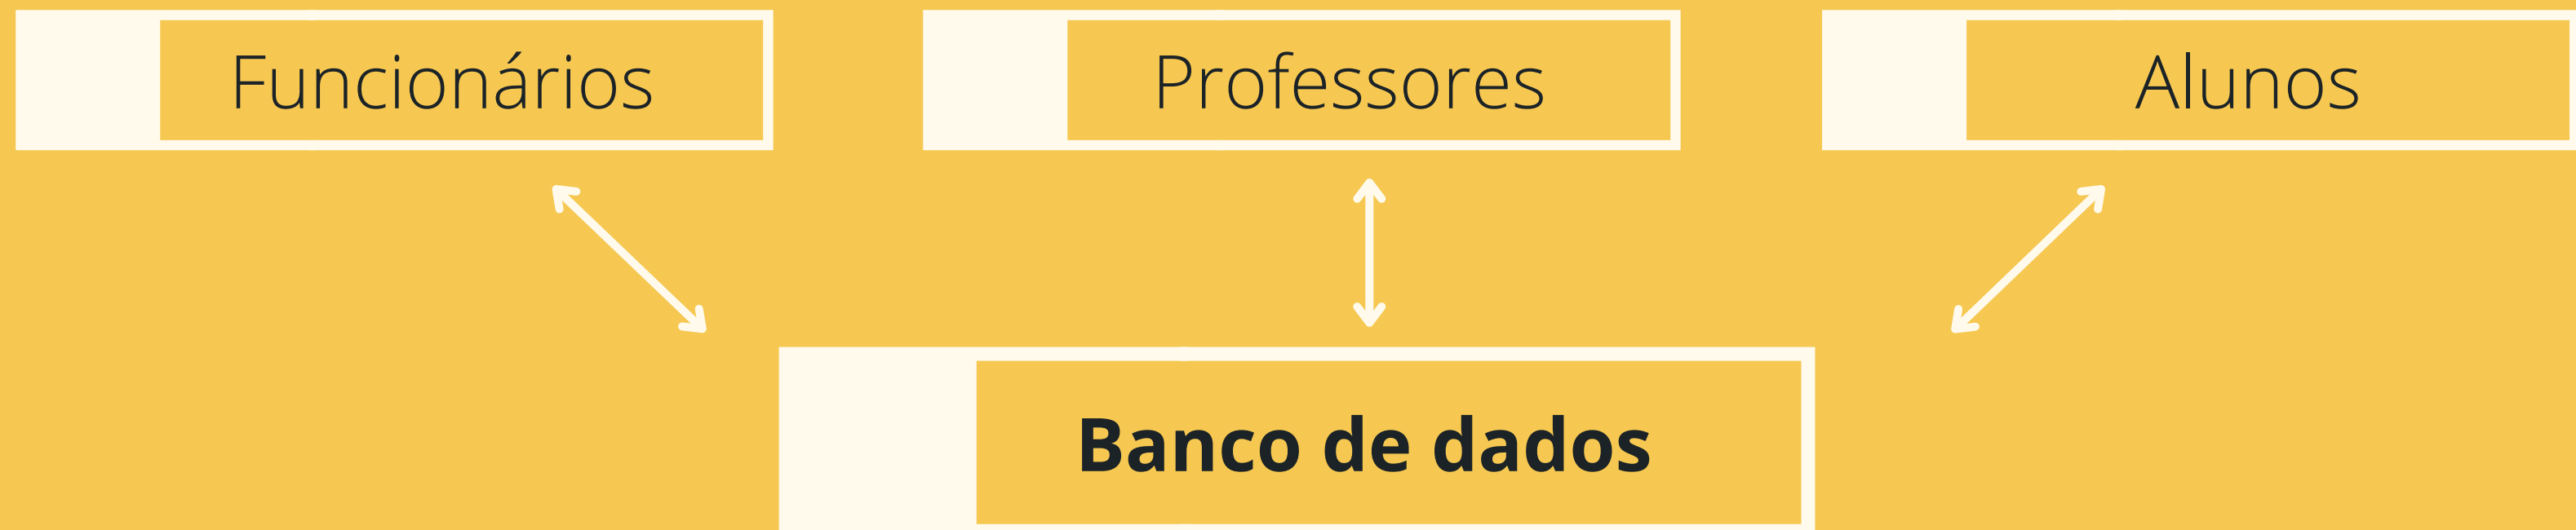 Funcionários
Professores
Alunos
Banco de dados